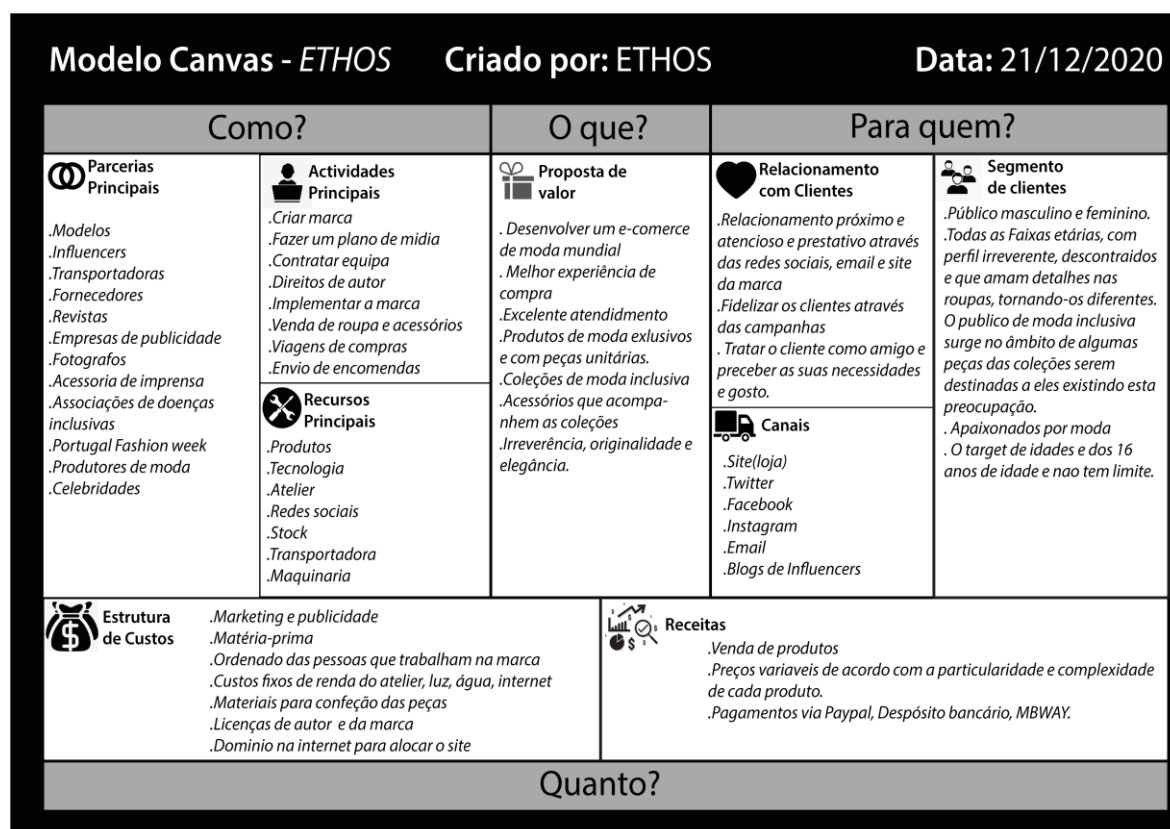 Modelo Canvas - ETHOS Criado por: ETHOS Data: 21/12/2020
Como?
O que?
Para quem?
Parcerias
Principais
.Modelos
.Influencers
.Transportadoras
.Fornecedores
.Revistas
.Empresas de publicidade
.Fotografos
.Acessoria de imprensa
.Associações de doenças
inclusivas
.Portugal Fashion week
.Produtores de moda
.Celebridades
Actividades
Principais
.Criar marca
.Fazer um plano de midia
.Contratar equipa
.Direitos de autor
.Implementar a marca
.Venda de roupa e acessórios
.Viagens de compras
.Envio de encomendas
Recursos
Principais
.Produtos
.Tecnologia
.Atelier
.Redes sociais
.Stock
.Transportadora
.Maquinaria
Proposta de
valor
. Desenvolver um e-comerce
de moda mundial
. Melhor experiência de
compra
.Excelente atendidmento
.Produtos de moda exlusivos
e com peças unitárias.
.Coleções de moda inclusiva
.Acessórios que acompa-
nhem as coleções
.Irreverência, originalidade e
elegância.
Relacionamento
com Clientes
.Relacionamento próximo e
atencioso e prestativo através
das redes sociais, email e site
da marca
.Fidelizar os clientes através
das campanhas
. Tratar o cliente como amigo e
preceber as suas necessidades
e gosto.
Canais
.Site(loja)
.Twitter
.Facebook
.Instagram
.Email
.Blogs de Influencers
Segmento
de clientes
.Público masculino e feminino.
.Todas as Faixas etárias, com
perfil irreverente, descontraidos
e que amam detalhes nas
roupas, tornando-os diferentes.
O publico de moda inclusiva
surge no âmbito de algumas
peças das coleções serem
destinadas a eles existindo esta
preocupação.
. Apaixonados por moda
. O target de idades e dos 16
anos de idade e nao tem limite.
Estrutura
de Custos
.Marketing e publicidade
.Matéria-prima
.Ordenado das pessoas que trabalham na marca
.Custos fixos de renda do atelier, luz, água, internet
.Materiais para confeção das peças
.Licenças de autor e da marca
.Dominio na internet para alocar o site
Receitas
.Venda de produtos
.Preços variaveis de acordo com a particularidade e complexidade
de cada produto.
.Pagamentos via Paypal, Despósito bancário, MBWAY.
Quanto?